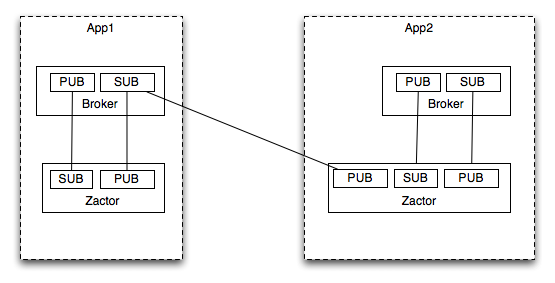 App1
PUB SUB
Broker
SUB PUB
Zactor
App2
PUB SUB
Broker
PUB SUB PUB
Zactor